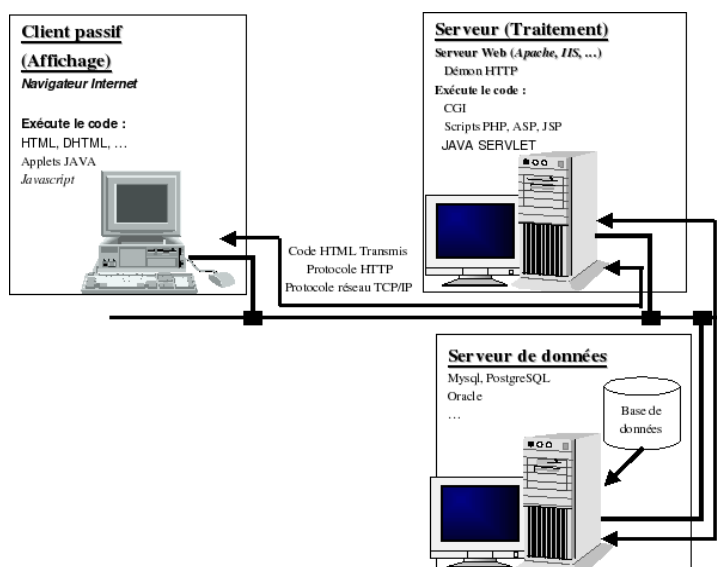 Client passif
(Affichage)
Navigateur Internet
Exécute le code :
HTML, DHTML, …
Applets JAVA
Javascript
Serveur (Traitement)
Serveur Web (Apache, IIS, …)
Démon HTTP
Exécute le code :
CGI
Scripts PHP, ASP, JSP
JAVA SERVLET
Code HTML Transmis
Protocole HTTP
Protocole réseau TCP/IP
Serveur de données
Mysql, PostgreSQL
Oracle
…
Base de
données